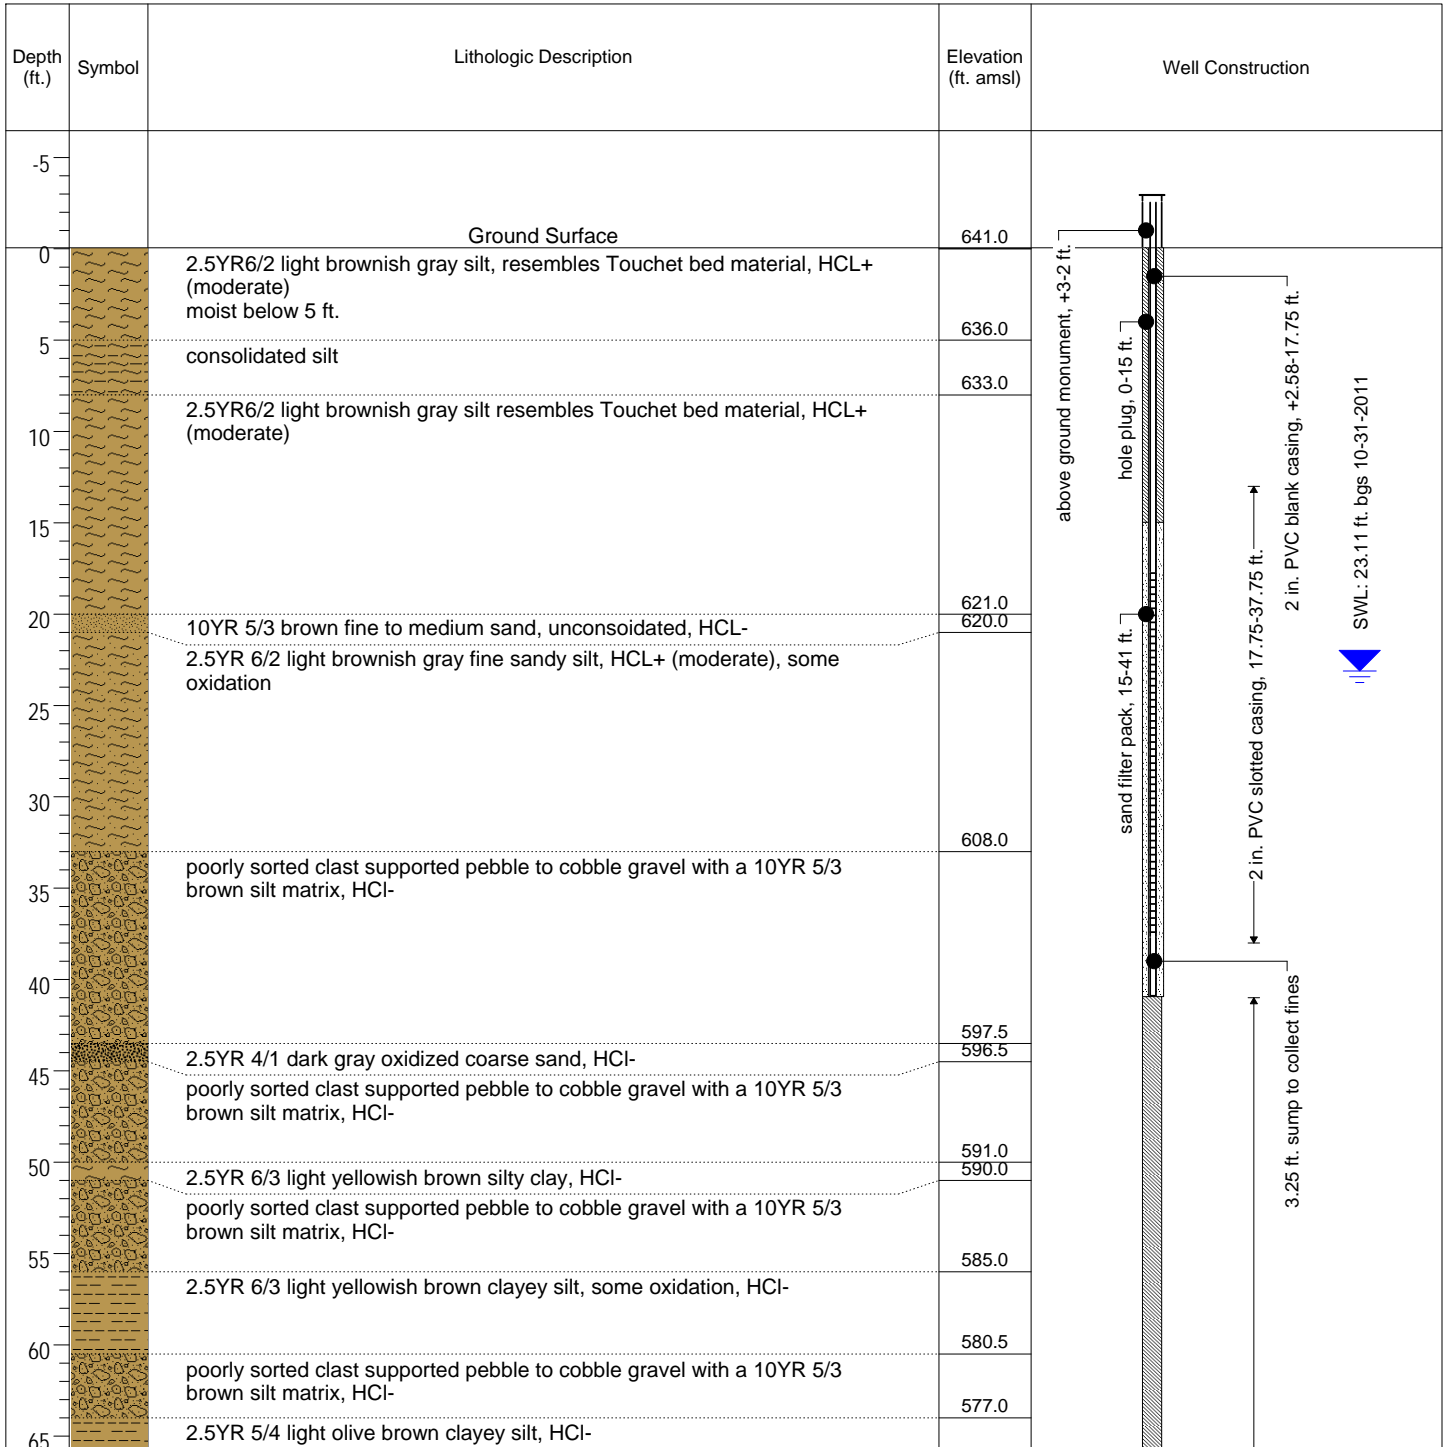 Depth
(ft.)
Symbol
Lithologic Description
Elevation
(ft. amsl)
Well Construction
-5
Ground Surface
641.0
0
2.5YR6/2 light brownish gray silt, resembles Touchet bed material, HCL+
(moderate)
moist below 5 ft.
636.0
5
consolidated silt
633.0
2.5YR6/2 light brownish gray silt resembles Touchet bed material, HCL+
(moderate)
10
15
621.0
20
10YR 5/3 brown fine to medium sand, unconsoidated, HCL-
620.0
2.5YR 6/2 light brownish gray fine sandy silt, HCL+ (moderate), some
oxidation
25
30
608.0
poorly sorted clast supported pebble to cobble gravel with a 10YR 5/3
brown silt matrix, HCl-
35
40
597.5
2.5YR 4/1 dark gray oxidized coarse sand, HCl-
596.5
45
poorly sorted clast supported pebble to cobble gravel with a 10YR 5/3
brown silt matrix, HCl-
591.0
50
2.5YR 6/3 light yellowish brown silty clay, HCl-
590.0
poorly sorted clast supported pebble to cobble gravel with a 10YR 5/3
brown silt matrix, HCl-
55
585.0
2.5YR 6/3 light yellowish brown clayey silt, some oxidation, HCl-
580.5
60
poorly sorted clast supported pebble to cobble gravel with a 10YR 5/3
brown silt matrix, HCl-
577.0
2.5YR 5/4 light olive brown clayey silt, HCl-
65
above ground monument, +3-2 ft.
hole plug, 0-15 ft.
sand filter pack, 15-41 ft.
2 in. PVC slotted casing, 17.75-37.75 ft.
2 in. PVC blank casing, +2.58-17.75 ft.
3.25 ft. sump to collect fines
SWL: 23.11 ft. bgs 10-31-2011